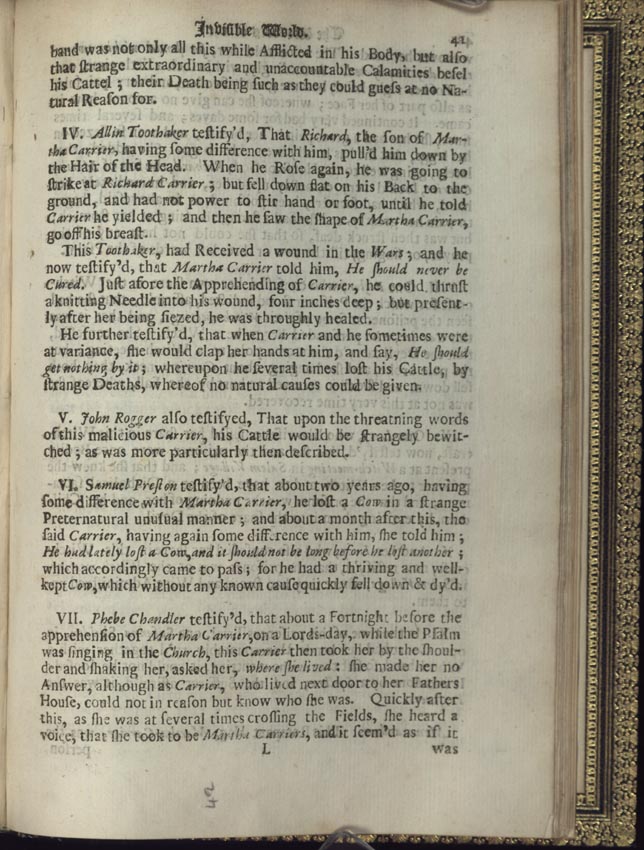 Invisible World.
41
band was not only all this while Afflicted in his Body, but also
that ſtrange extraordinary and unaccountable Calamities befel
his Cattel ; their Death being ſuch as they could gueſs at no Na-
tural Reaſon for.
IV. Allin Toothaker teſtify'd, That Richard, the ſon of Mar-
tha Carrier, having ſome difference with him, pull'd him down by
the Hair of the Head. When he Roſe again, he was going to
ſtrike at Richard Carrier ; but fell down flat on his Back to the
ground, and had not power to ſtir hand or foot, until he told
Carrier he yielded ; and then he ſaw the ſhape of Martha Carrier,
go off his breaſt.
This Toothaker, had Received a wound in the Wars ; and he
now teſtify'd, that Martha Carrier told him, He ſhould never be
Cured. Juſt afore the Apprehending of Carrier, he could thruſt
a knitting Needle into his wound, four inches deep ; but preſent-
ly after her being ſiezed, he was throughly healed.
He further teſtify'd, that when Carrier and he ſometimes were
at variance, ſhe would clap her hands at him, and ſay, He ſhould
get nothing by it ; whereupon he ſeveral times loſt his Cattle, by
ſtrange Deaths, whereof no natural cauſes could be given.
V. John Rogger alſo teſtifyed, That upon the threatning words
of this malicious Carrier, his Cattle would be ſtrangely bewit-
ched ; as was more particularly then deſcribed.
VI. Samuel Preſton teſtify'd, that about two years ago, having
ſome difference with Martha Carrier, he loſt a Cow in a ſtrange
Preternatural unuſual manner ; and about a month after this, the
ſaid Carrier, having again ſome difference with him, ſhe told him ;
He had lately loſt a Cow, and it ſhould not be long before he loſt another ;
which accordingly came to paſs ; for he had a thriving and well-
kept Cow, which without any known cauſe quickly fell down & dy'd.
VII. Phebe Chandler teſtify'd, that about a Fortnight before the
apprehenſion of Martha Carrier, on a Lords-day, while the Pſalm
was ſinging in the Church, this Carrier then took her by the ſhoul-
der and ſhaking her, asked her, where ſhe lived : ſhe made her no
Anſwer, although as Carrier, who lived next door to her Fathers
Houſe, could not in reaſon but know who ſhe was. Quickly after
this, as ſhe was at ſeveral times croſſing the Fields, ſhe heard a
voice, that ſhe took to be Martha Carriers, and it ſeem'd as if it
L was